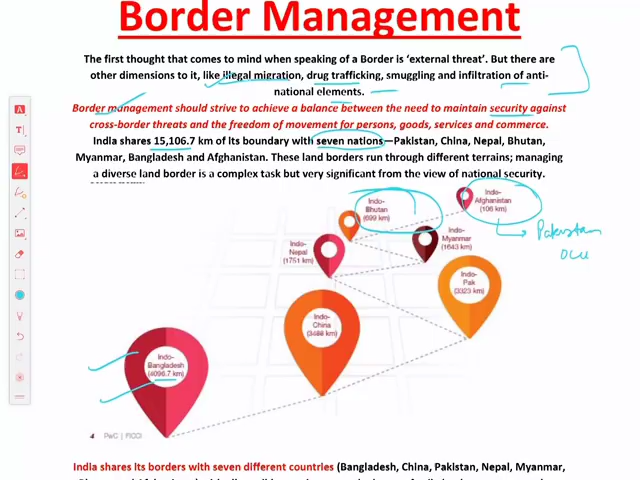 Border Management
The first thought that comes to mind when speaking of a Border is 'external threat'. But there are
other dimensions to it, like illegal migration, drug trafficking, smuggling and infiltration of anti-
national elements.
Border management should strive to achieve a balance between the need to maintain security against
cross-border threats and the freedom of movement for persons, goods, services and commerce.
India shares 15,106.7 km of its boundary with seven nations—Pakistan, China, Nepal, Bhutan,
Myanmar, Bangladesh and Afghanistan. These land borders run through different terrains; managing
a diverse land border is a complex task but very significant from the view of national security.
Indo-
Bhutan
(699 km)
Indo-
Afghanistan
(106 km)
Pakistan
Indo-
Nepal
(1751 km)
Indo-
Myanmar
(1643 km)
Indo-
Pak
(3323 km)
Indo-
China
(3488 km)
Indo-
Bangladesh
(4096.7 km)
4 PwC | FICCI
India shares its borders with seven different countries (Bangladesh, China, Pakistan, Nepal, Myanmar,